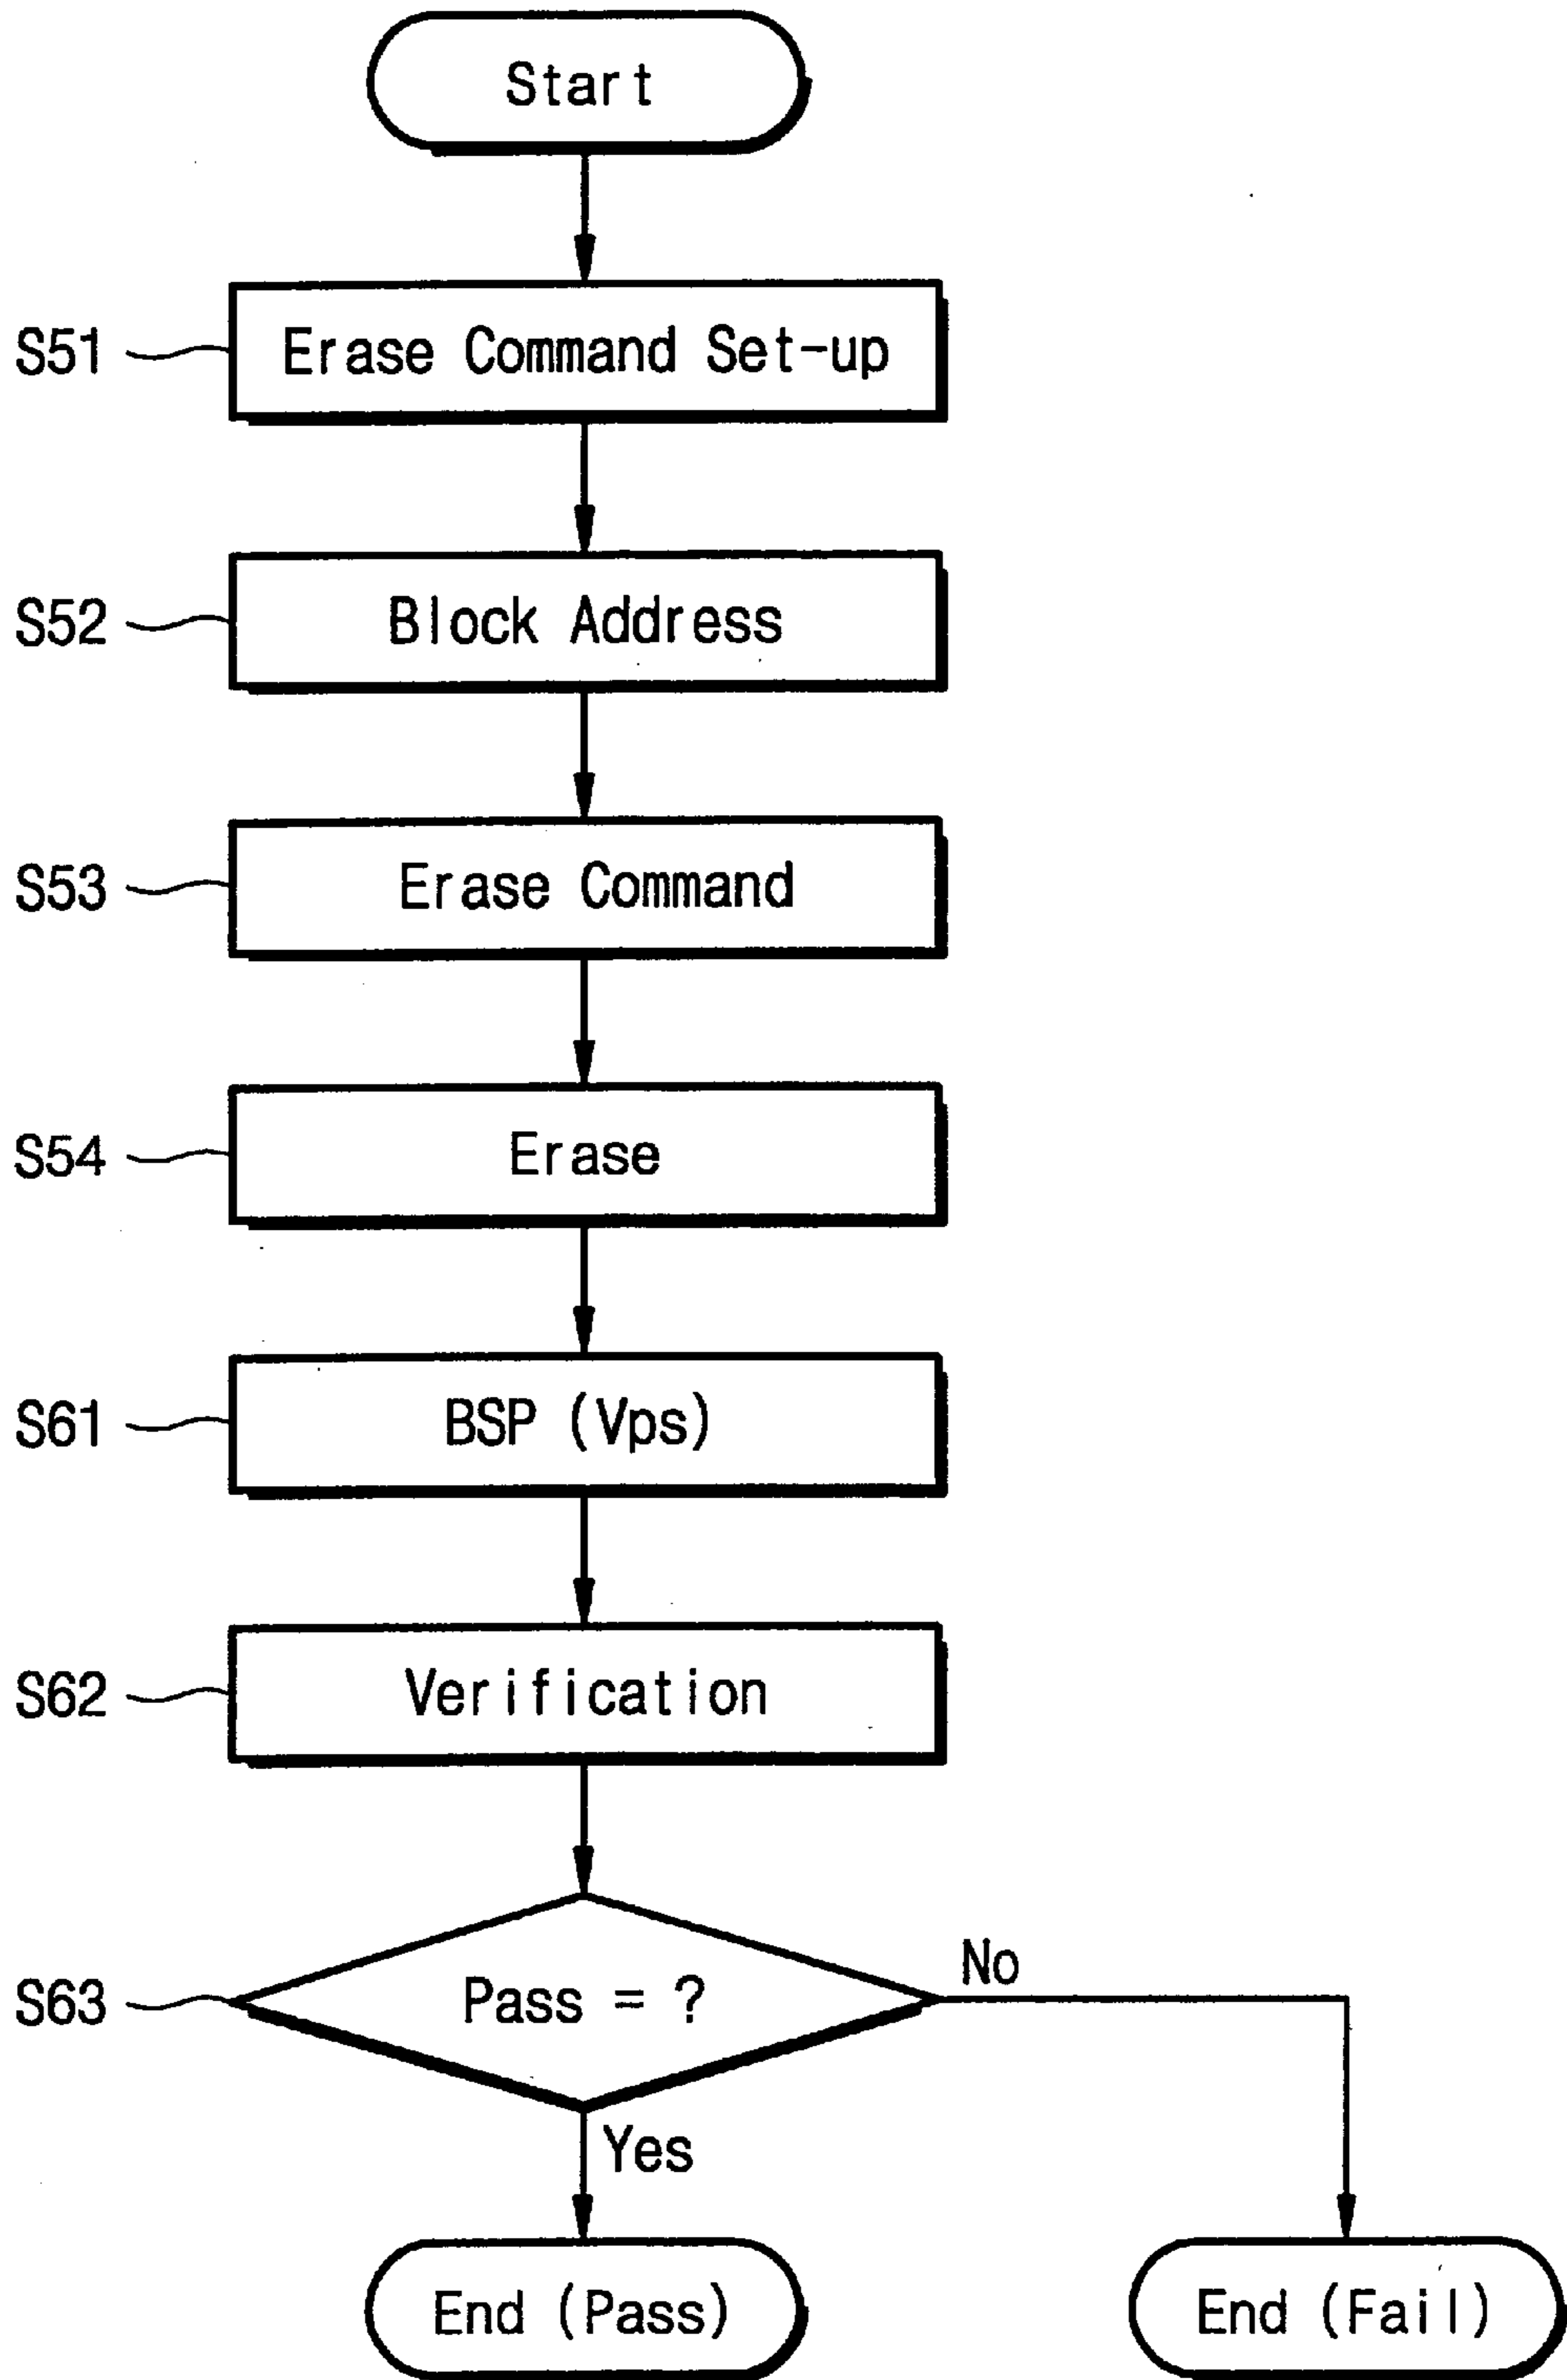 Start
S51 Erase Command Set-up
S52 Block Address
S53 Erase Command
S54 Erase
S61 BSP (Vps)
S62 Verification
S63 Pass = ? No
Yes
End (Pass) End (Fail)